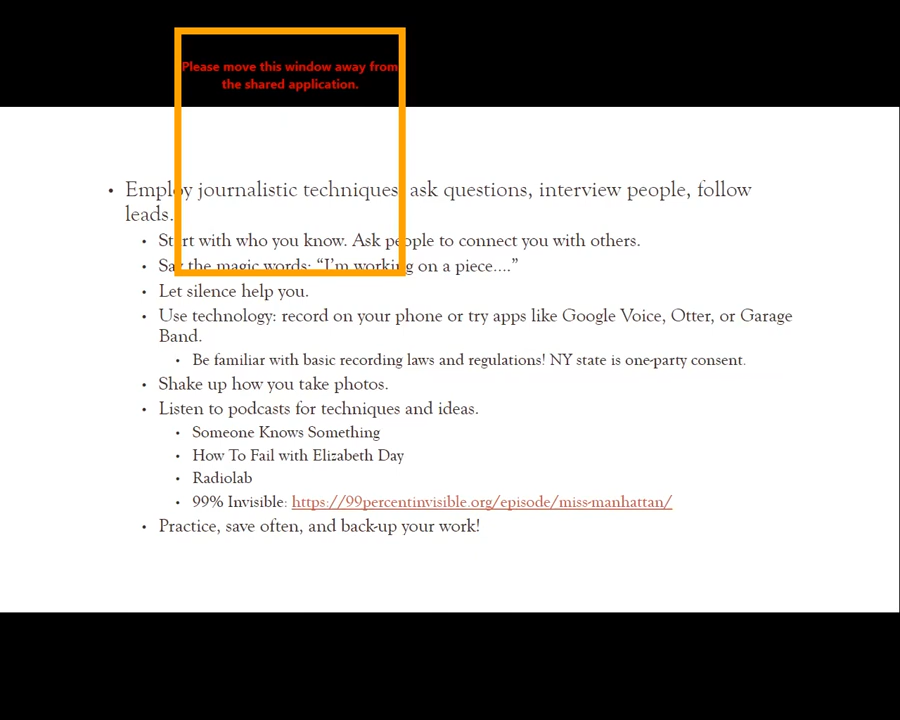 Please move this window away from
the shared application.
• Employ journalistic techniques: ask questions, interview people, follow
leads.
• Start with who you know. Ask people to connect you with others.
• Say the magic words: “I’m working on a piece….”
• Let silence help you.
• Use technology: record on your phone or try apps like Google Voice, Otter, or Garage
Band.
• Be familiar with basic recording laws and regulations! NY state is one-party consent.
• Shake up how you take photos.
• Listen to podcasts for techniques and ideas.
• Someone Knows Something
• How To Fail with Elizabeth Day
• Radiolab
• 99% Invisible: https://99percentinvisible.org/episode/miss-manhattan/
• Practice, save often, and back-up your work!